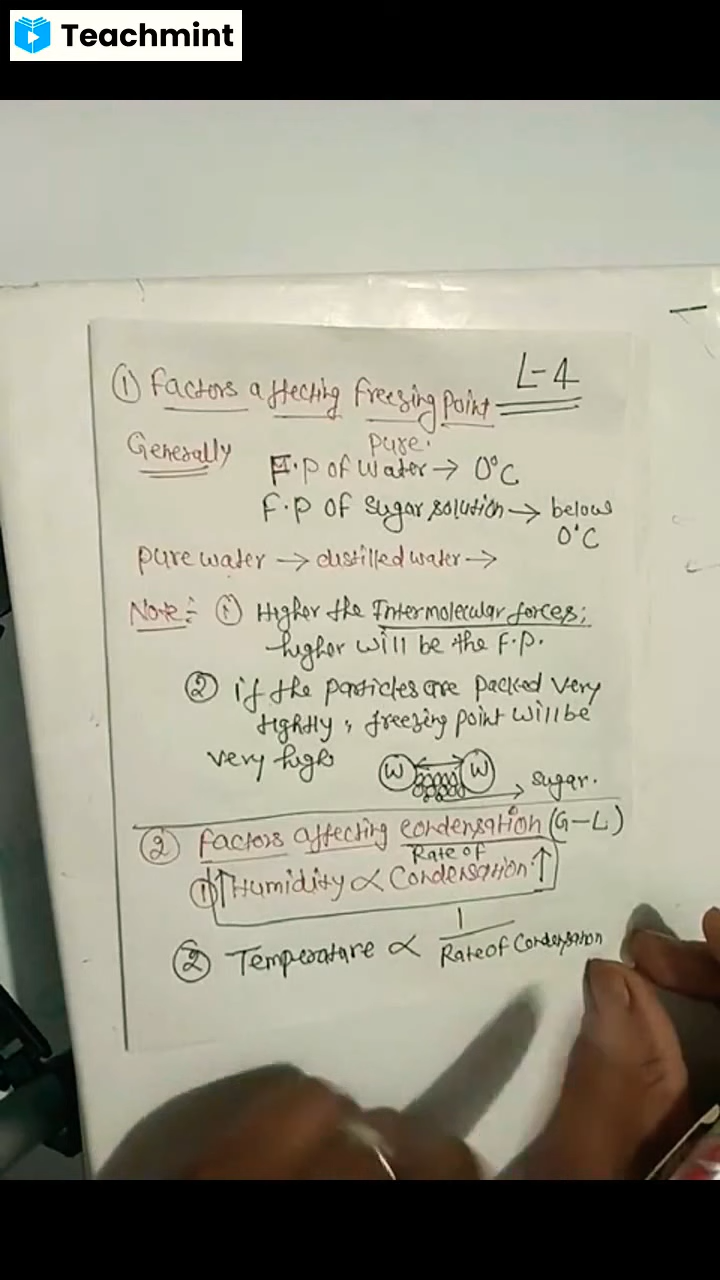 Teachmint
L-4
① Factors affecting Freezing Point
Generally
pure.
F.P of Water → 0°C
F.P OF Sugar solution → below
0°C
pure water → distilled water →
Note:- ① Higher the Intermolecular forces;
higher will be the F.P.
② if the particles are packed very
tightly, freezing point will be
very high
W W
sugar.
② Factors affecting condensation (G-L)
Rate of
① ↑ Humidity ∝ Condensation ↑
② Temperature ∝ 1
Rate of Condensation